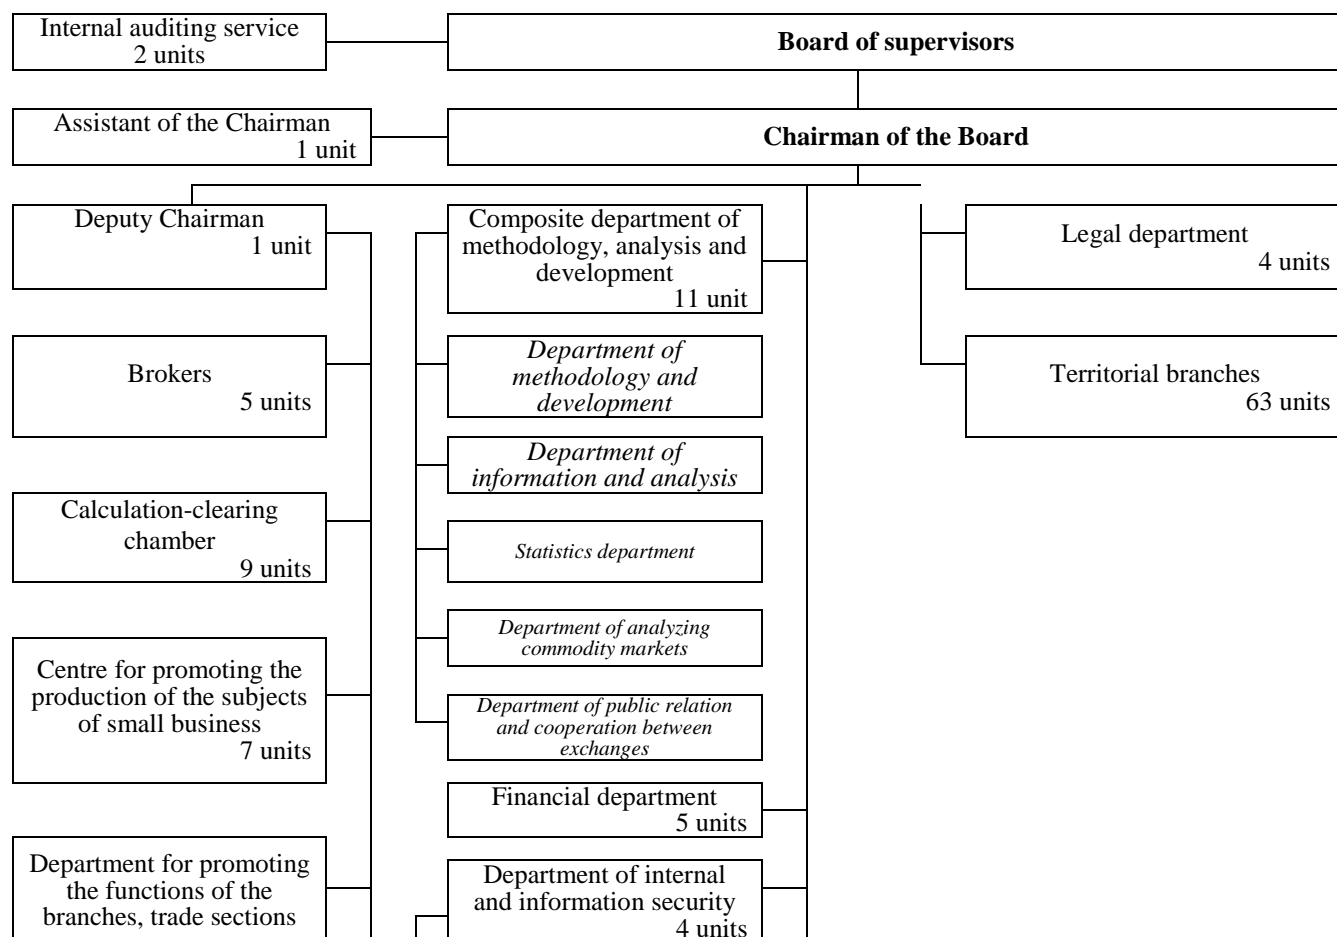 Internal auditing service
2 units
Board of supervisors
Assistant of the Chairman
1 unit
Chairman of the Board
Deputy Chairman
1 unit
Brokers
5 units
Calculation-clearing
chamber
9 units
Centre for promoting the
production of the subjects
of small business
7 units
Department for promoting
the functions of the
branches, trade sections
Composite department of
methodology, analysis and
development
11 unit
Department of
methodology and
development
Department of
information and analysis
Statistics department
Department of analyzing
commodity markets
Department of public relation
and cooperation between
exchanges
Financial department
5 units
Department of internal
and information security
4 units
Legal department
4 units
Territorial branches
63 units